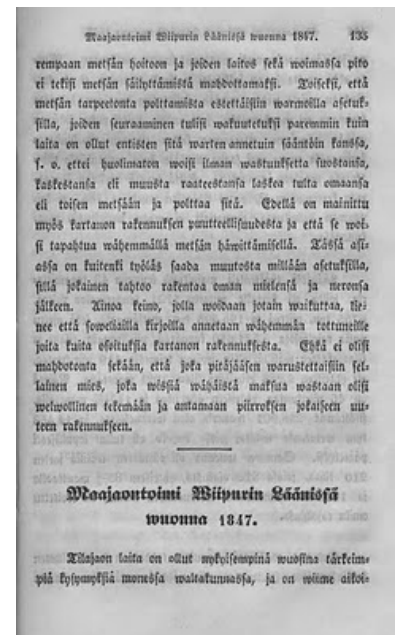 Maajaontoimi Wiipurin Läänissä wuonna 1847. 135
rempaan metsän hoitoon ja joiden laitos sekä woimassa pito
ei tekisi metsän säilyttämistä mahdottomaksi. Toiseksi, että
metsän tarpeetonta polttamista estettäisiin warmoilla asetuk-
silla, joiden seuraaminen tulisi wakuutetuksi paremmin kuin
laita on ollut entisten sitä warten annetuin sääntöin kanssa,
s. o. ettei huolimaton woisi ilman wastuuksetta suostansa,
kaskestansa eli muusta raateestansa laskea tulta omaansa
eli toisen metsään ja polttaa sitä. Edellä on mainittu
myös kartanon rakennuksen puutteellisuudesta ja että se woi-
si tapahtua wähemmällä metsän häwittämisellä. Tässä asi-
assa on kuitenki työläs saada muutosta millään asetuksilla,
sillä jokainen tahtoo rakentaa oman mielensä ja neronsa
jälkeen. Ainoa keino, jolla woidaan jotain waikuttaa, lie-
nee että soweliailla kirjoilla annetaan wähemmän tottuneille
joita kuita osoituksia kartanon rakennuksesta. Ehkä ei olisi
mahdotonta sekään, että joka pitäjääsen warustettaisiin sel-
lainen mies, joka wissiä wähäistä maksua wastaan olisi
welwollinen tekemään ja antamaan piirroksen jokaiseen uu-
teen rakennukseen.
Maajaontoimi Wiipurin Läänissä
wuonna 1847.
Tilajaon laita on ollut nykyisempinä wuosina tärkeim-
piä kysymyksiä monessa waltakunnassa, ja on wiime aikoi-